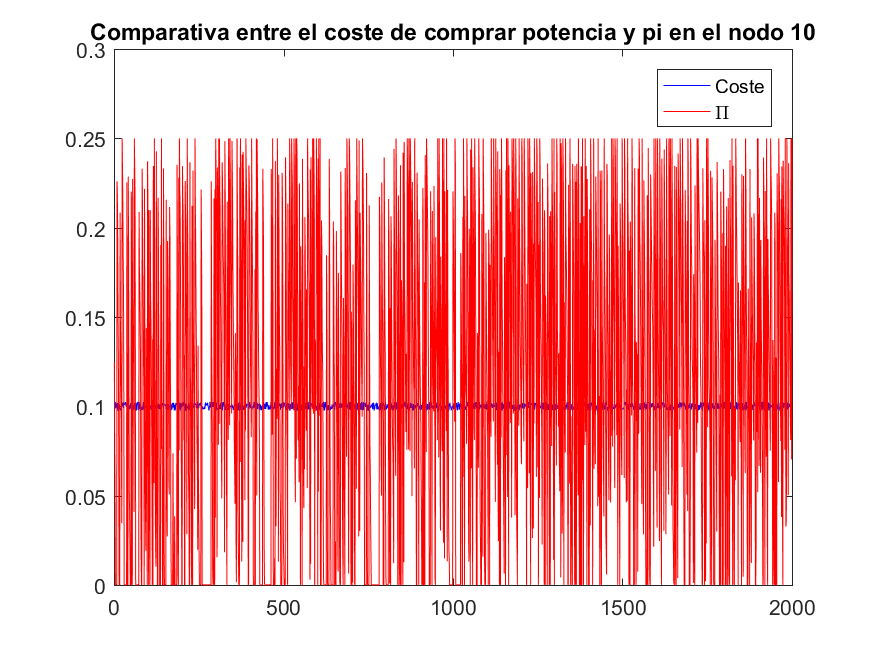 Comparativa entre el coste de comprar potencia y pi en el nodo 10
0.3
Coste
Π
0.25
0.2
0.15
0.1
0.05
0
0 500 1000 1500 2000